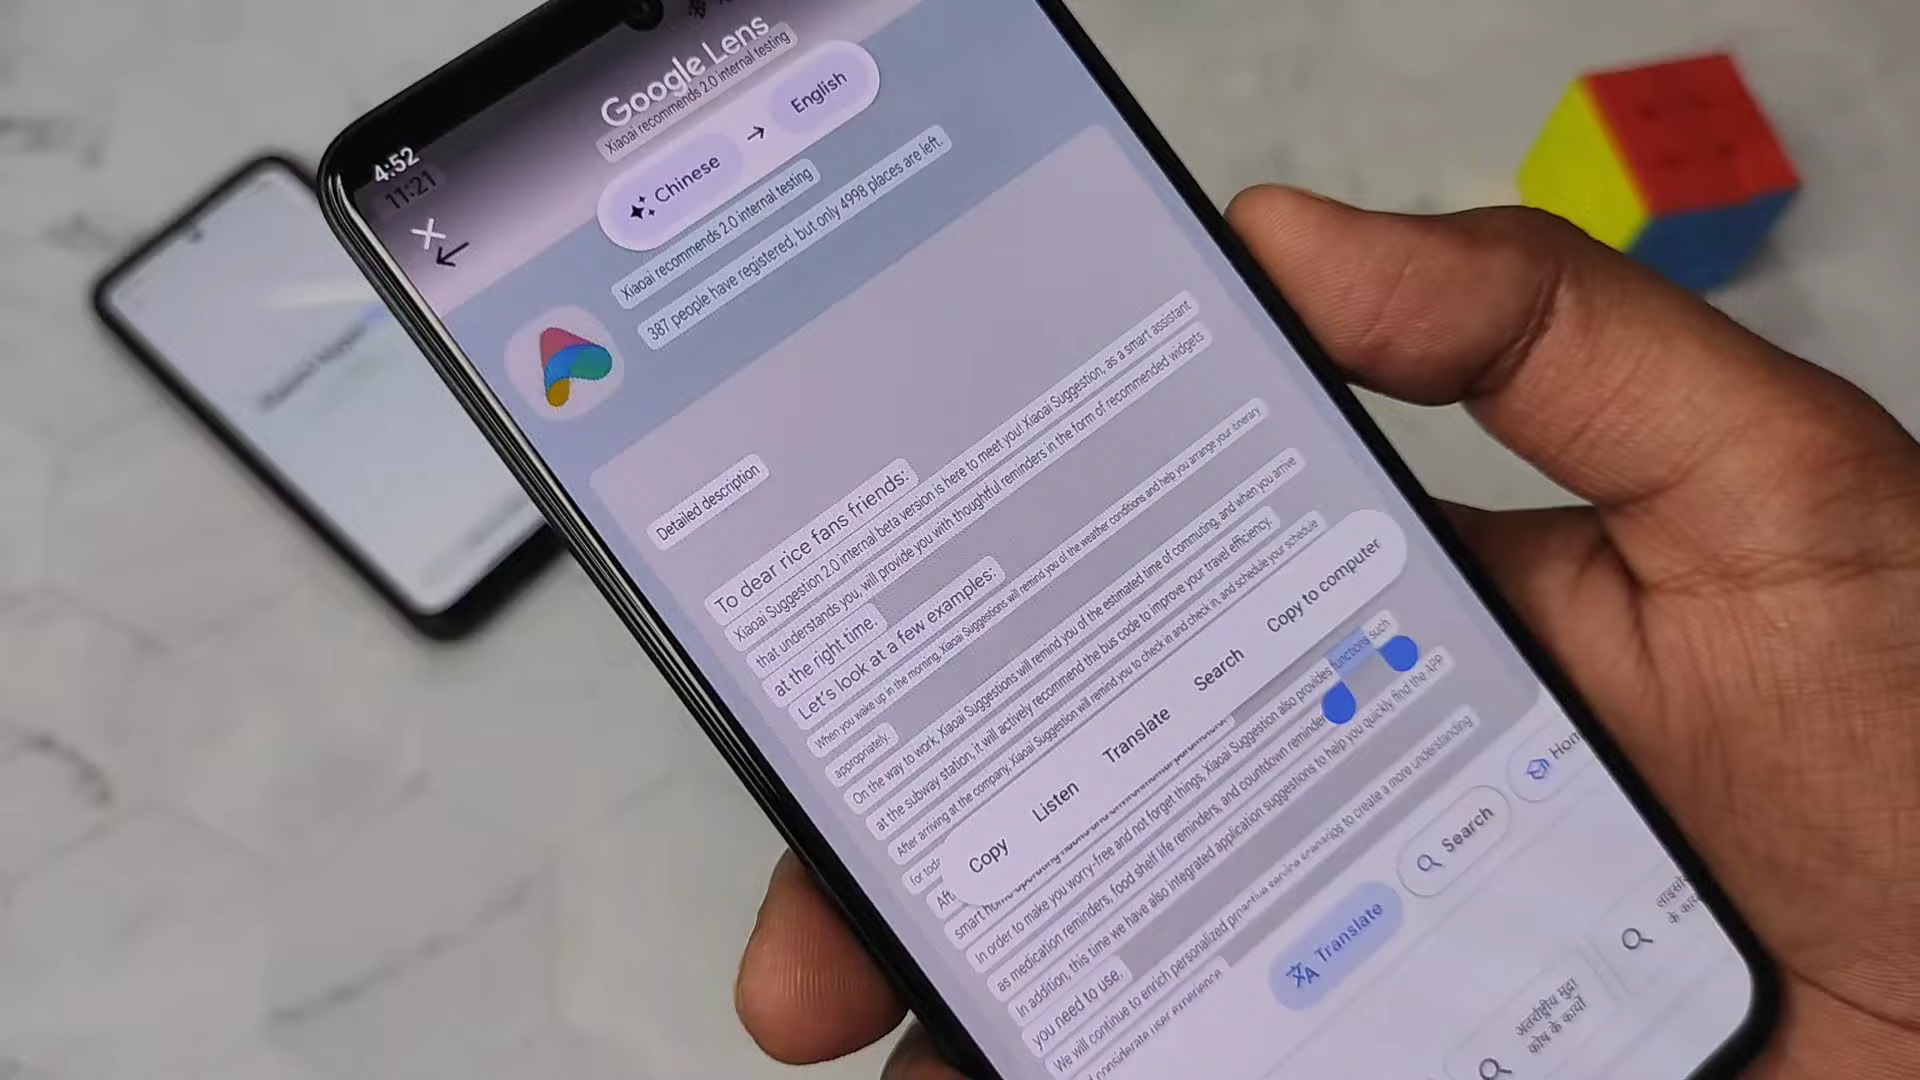 Google Lens
Xiaoai recommends 2.0 internal testing
4:52
11:21
Chinese → English
Xiaoai recommends 2.0 internal testing
387 people have registered, but only 4998 places are left.
Detailed description
To dear rice fans friends:
Xiaoai Suggestion 2.0 internal beta version is here to meet you! Xiaoai Suggestion, as a smart assistant
that understands you, will provide you with thoughtful reminders in the form of recommended widgets
at the right time.
Let's look at a few examples:
When you wake up in the morning, Xiaoai Suggestions will remind you of the weather conditions and help you arrange your itinerary
appropriately.
On the way to work, Xiaoai Suggestions will remind you of the estimated time of commuting, and when you arrive
at the subway station, it will actively recommend the bus code to improve your travel efficiency.
After arriving at the company, Xiaoai Suggestion will remind you to check in and check in, and schedule your schedule
for tod
Aft
smart
Copy Listen Translate Search Copy to computer
In order to make you worry-free and not forget things, Xiaoai Suggestion also provides functions such
as medication reminders, food shelf life reminders, and countdown reminder
In addition, this time we have also integrated application suggestions to help you quickly find the APP
you need to use.
We will continue to enrich personalized proactive service scenarios to create a more understanding
considerate user experience
Translate Search Hom
अंतर्राष्ट्रीय मुद्रा
कोष के कार्यों
के का